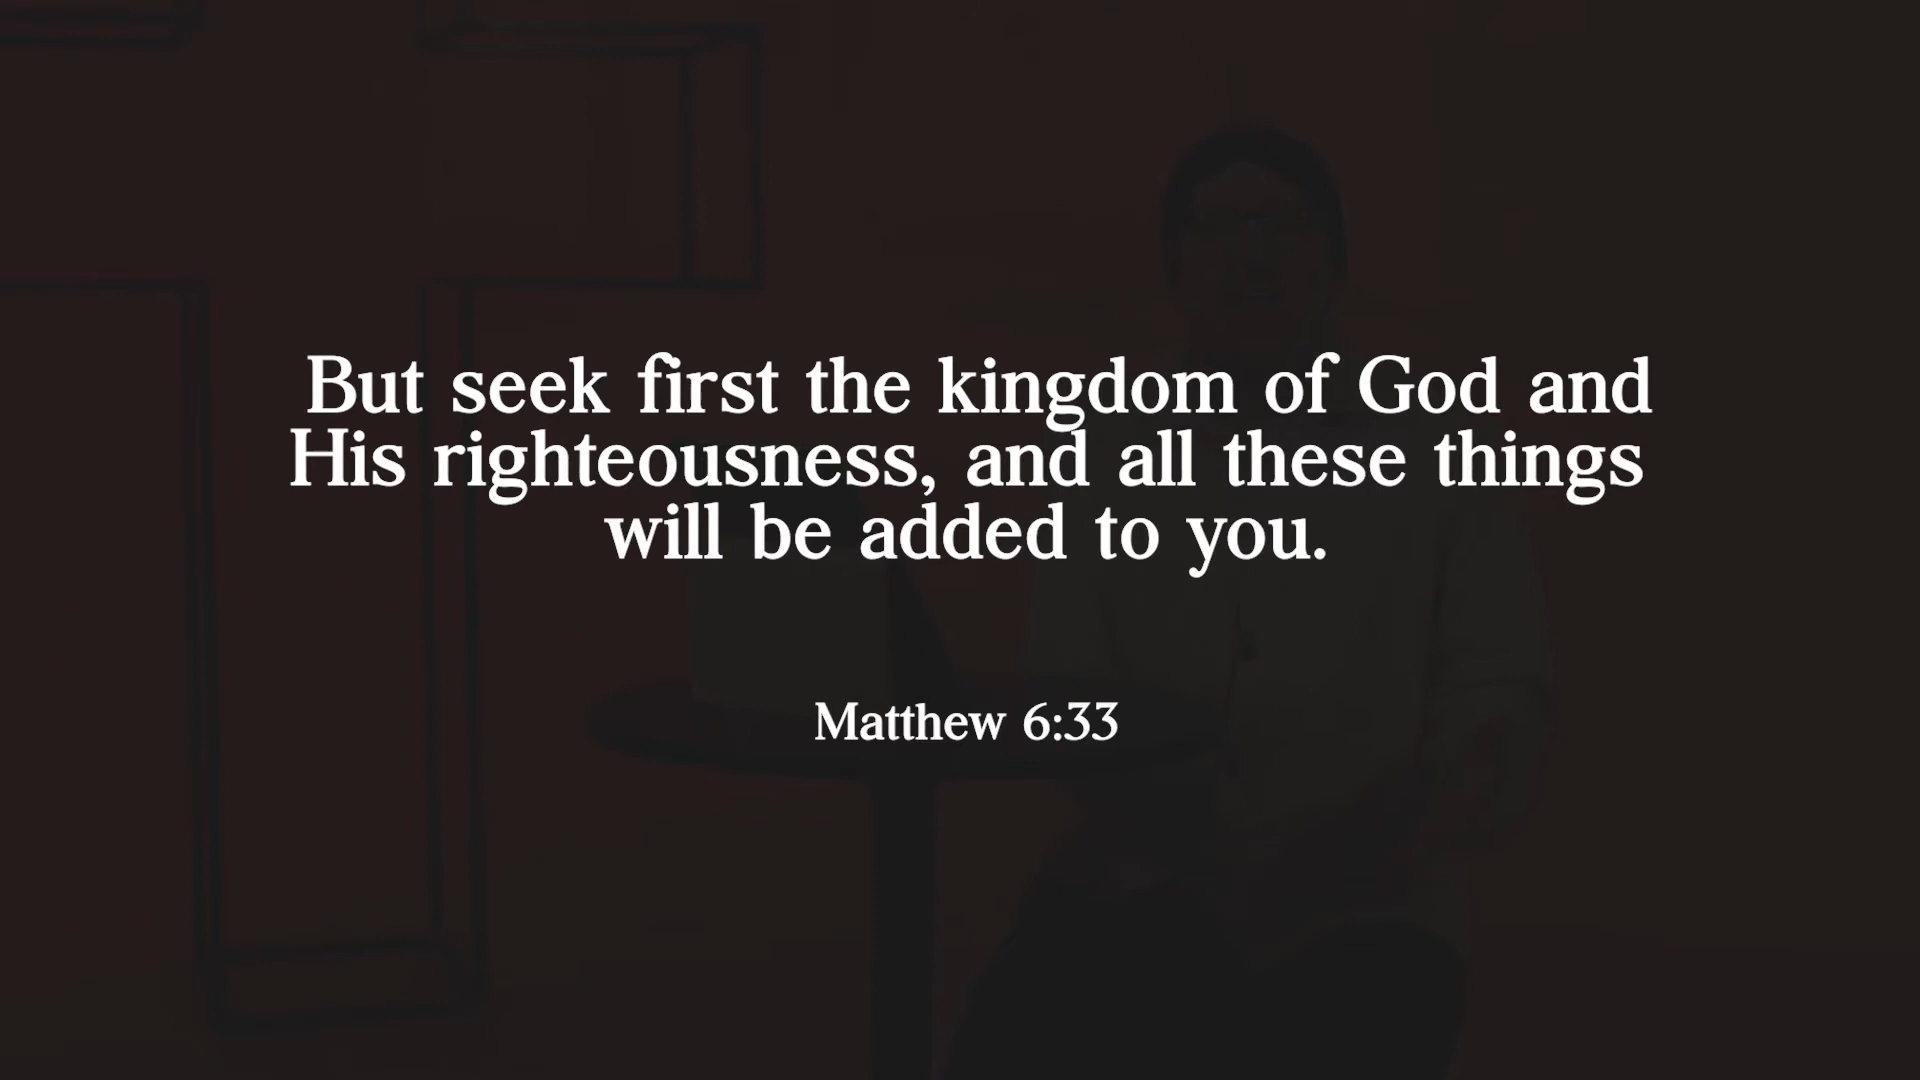 But seek first the kingdom of God and
His righteousness, and all these things
will be added to you.
Matthew 6:33